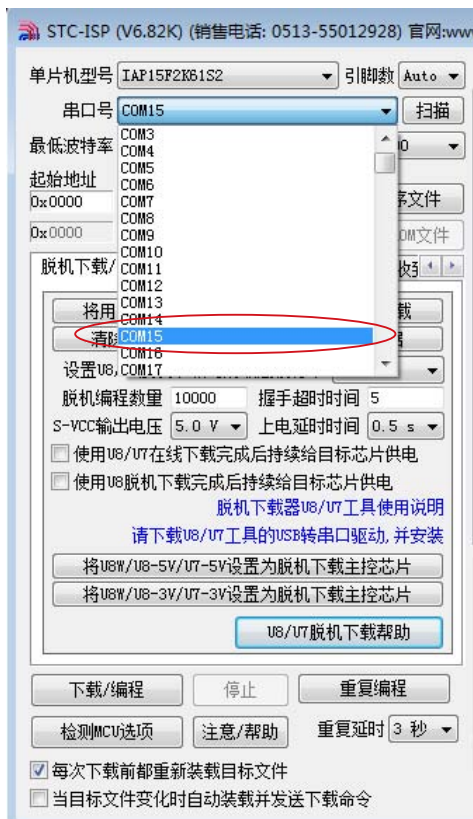 STC-ISP (V6.82K) (销售电话: 0513-55012928) 官网:www
单片机型号 IAP15F2K61S2 引脚数 Auto
串口号 COM15 扫描
最低波特率
COM3
COM4
COM5
COM6
COM7
COM8
COM9
COM10
COM11
COM12
COM13
COM14
COM15
COM16
COM17
起始地址
0x0000 序文件
0x0000 OM文件
脱机下载/
将用 载
清除
设置U8,
脱机编程数量 10000 握手超时时间 5
S-VCC输出电压 5.0 V 上电延时时间 0.5 s
使用U8/U7在线下载完成后持续给目标芯片供电
使用U8脱机下载完成后持续给目标芯片供电
脱机下载器U8/U7工具使用说明
请下载U8/U7工具的USB转串口驱动,并安装
将U8W/U8-5V/U7-5V设置为脱机下载主控芯片
将U8W/U8-3V/U7-3V设置为脱机下载主控芯片
U8/U7脱机下载帮助
下载/编程 停止 重复编程
检测MCU选项 注意/帮助 重复延时 3 秒
每次下载前都重新装载目标文件
当目标文件变化时自动装载并发送下载命令